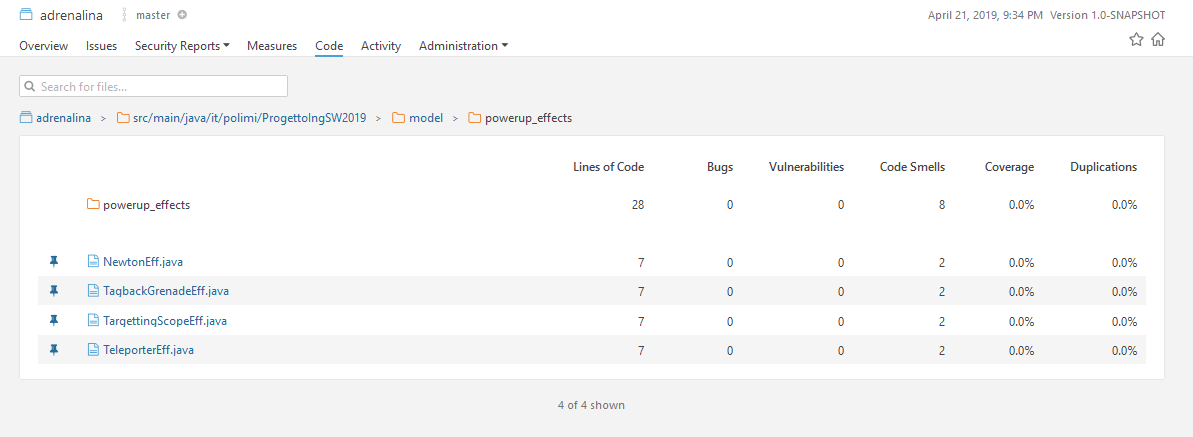 adrenalina master April 21, 2019, 9:34 PM Version 1.0-SNAPSHOT
Overview Issues Security Reports Measures Code Activity Administration
Search for files...
adrenalina > src/main/java/it/polimi/ProgettoIngSW2019 > model > powerup_effects
Lines of Code Bugs Vulnerabilities Code Smells Coverage Duplications
powerup_effects 28 0 0 8 0.0% 0.0%
NewtonEff.java 7 0 0 2 0.0% 0.0%
TagbackGrenadeEff.java 7 0 0 2 0.0% 0.0%
TargettingScopeEff.java 7 0 0 2 0.0% 0.0%
TeleporterEff.java 7 0 0 2 0.0% 0.0%
4 of 4 shown